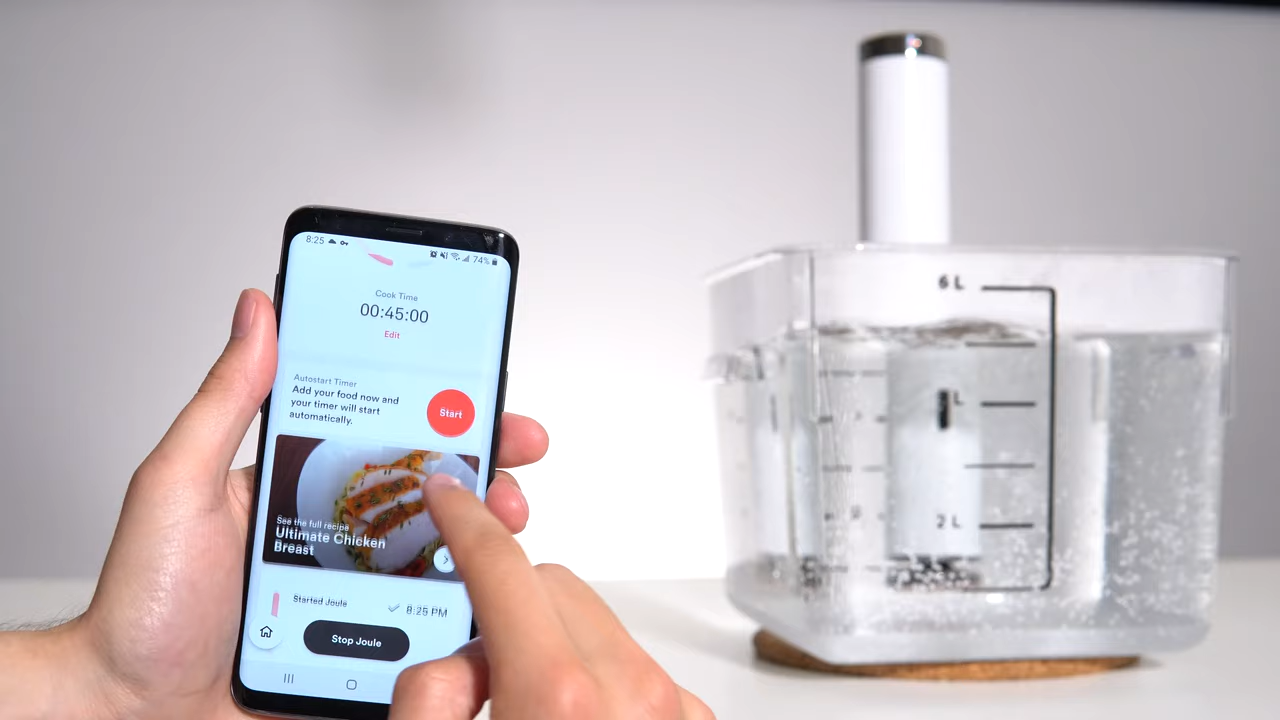 8:25
74%
Cook Time
00:45:00
Edit
Autostart Timer
Add your food now and
your timer will start
automatically.
Start
See the full recipe
Ultimate Chicken
Breast
Started Joule
8:25 PM
Stop Joule
6 L
L
2 L